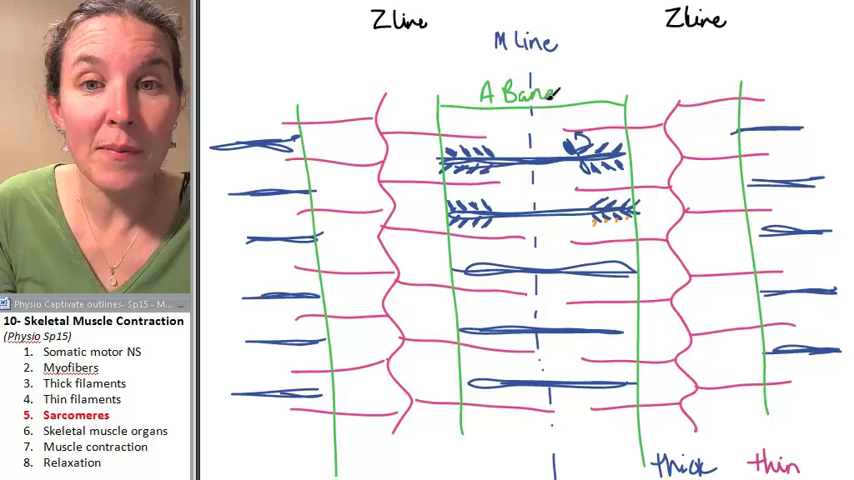 Z line
Z line
M Line
A Band
Physio Captivate outlines- Sp15 - M...
10- Skeletal Muscle Contraction
(Physio Sp15)
1. Somatic motor NS
2. Myofibers
3. Thick filaments
4. Thin filaments
5. Sarcomeres
6. Skeletal muscle organs
7. Muscle contraction
8. Relaxation
thick
thin